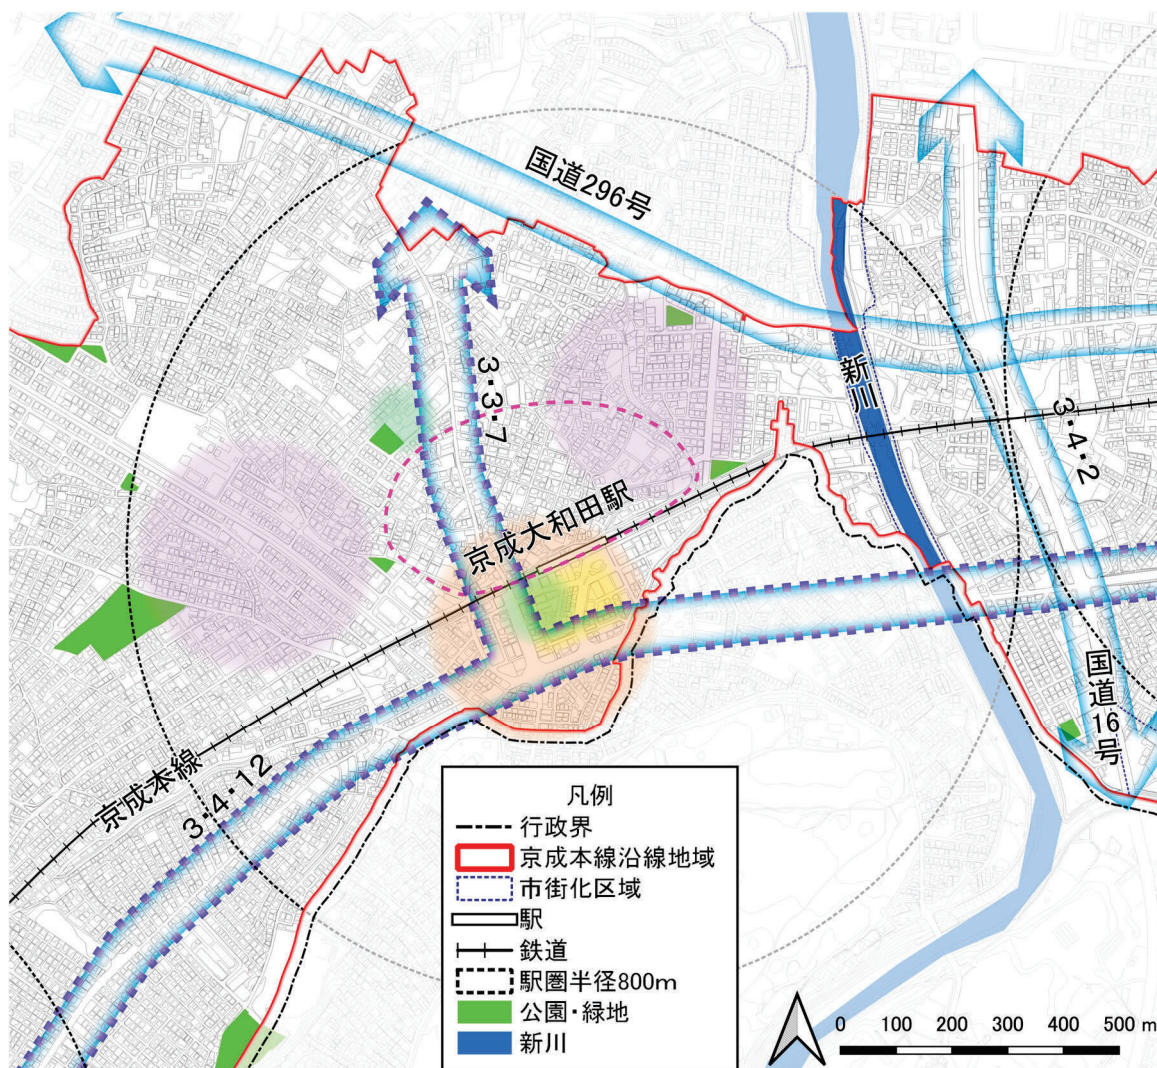 国道296号
新川
3・3・7
3・4・2
京成大和田駅
国道16号
京成本線
3・4・12
凡例
行政界
京成本線沿線地域
市街化区域
駅
鉄道
駅圏半径800m
公園・緑地
新川
0 100 200 300 400 500 m